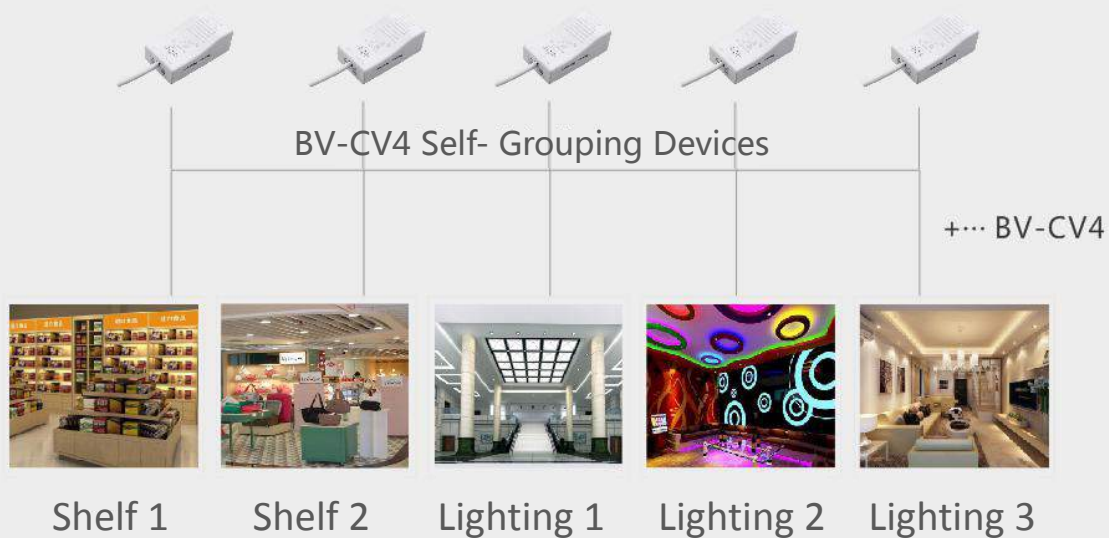 BV-CV4 Self- Grouping Devices
+··· BV-CV4
Shelf 1
Shelf 2
Lighting 1
Lighting 2
Lighting 3